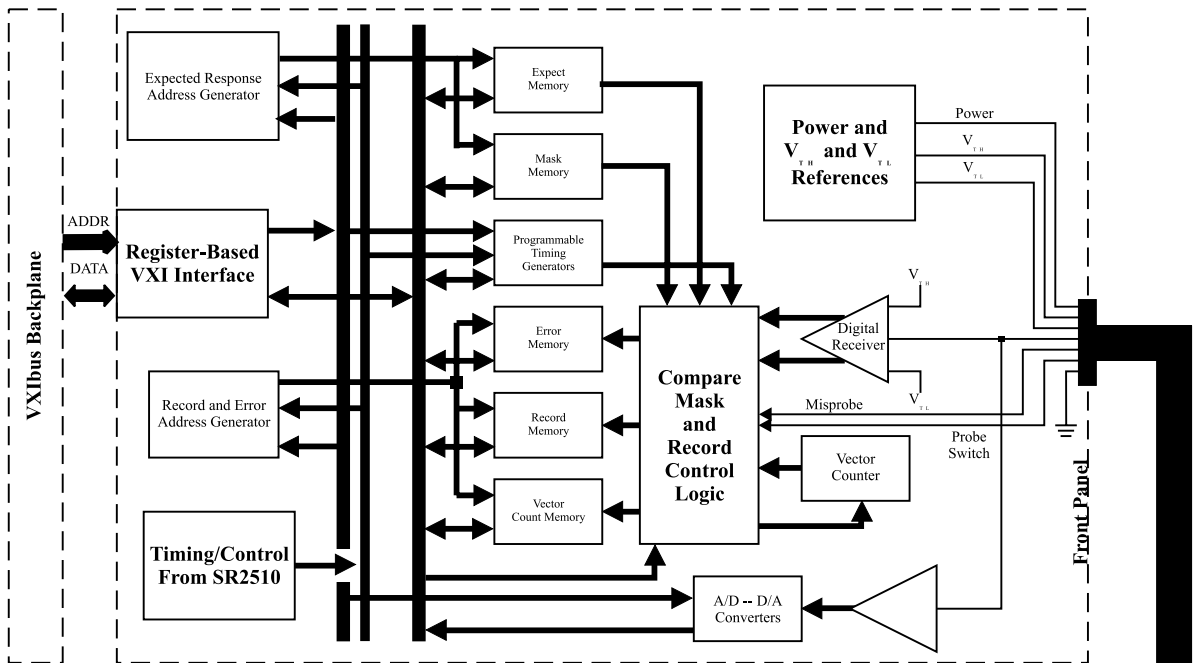 VXIbus Backplane
ADDR
DATA
Expected Response
Address Generator
Register-Based
VXI Interface
Record and Error
Address Generator
Timing/Control
From SR2510
Expect
Memory
Mask
Memory
Programmable
Timing
Generators
Error
Memory
Record
Memory
Vector
Count Memory
Compare
Mask
and
Record
Control
Logic
Power and
VTH and VTL
References
Power
VTH
VTL
VTH
Digital
Receiver
VTL
Misprobe
Probe
Switch
Vector
Counter
A/D -- D/A
Converters
Front Panel